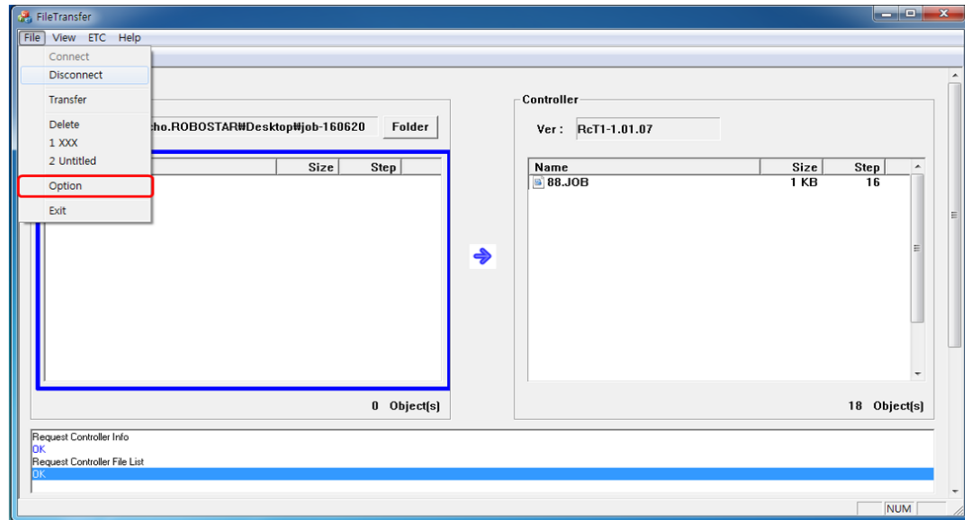 FileTransfer
File View ETC Help
Connect
Disconnect
Transfer
Delete
1 XXX
2 Untitled
Option
Exit
cho.ROBOSTAR₩Desktop₩job-160620 Folder
Size Step
0 Object(s)
Controller
Ver : RcT1-1.01.07
Name Size Step
88.JOB 1 KB 16
18 Object(s)
Request Controller Info
OK
Request Controller File List
OK
NUM